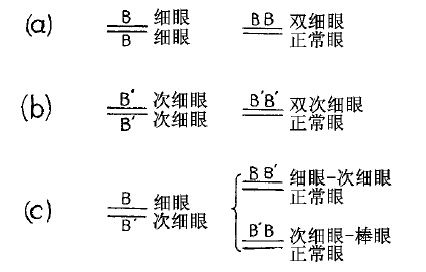 (a) B 细眼 BB 双细眼
B 细眼 正常眼
(b) B' 次细眼 B'B' 双次细眼
B' 次细眼 正常眼
(c) B 细眼 BB' 细眼-次细眼
B' 次细眼 正常眼
B'B 次细眼-棒眼
正常眼